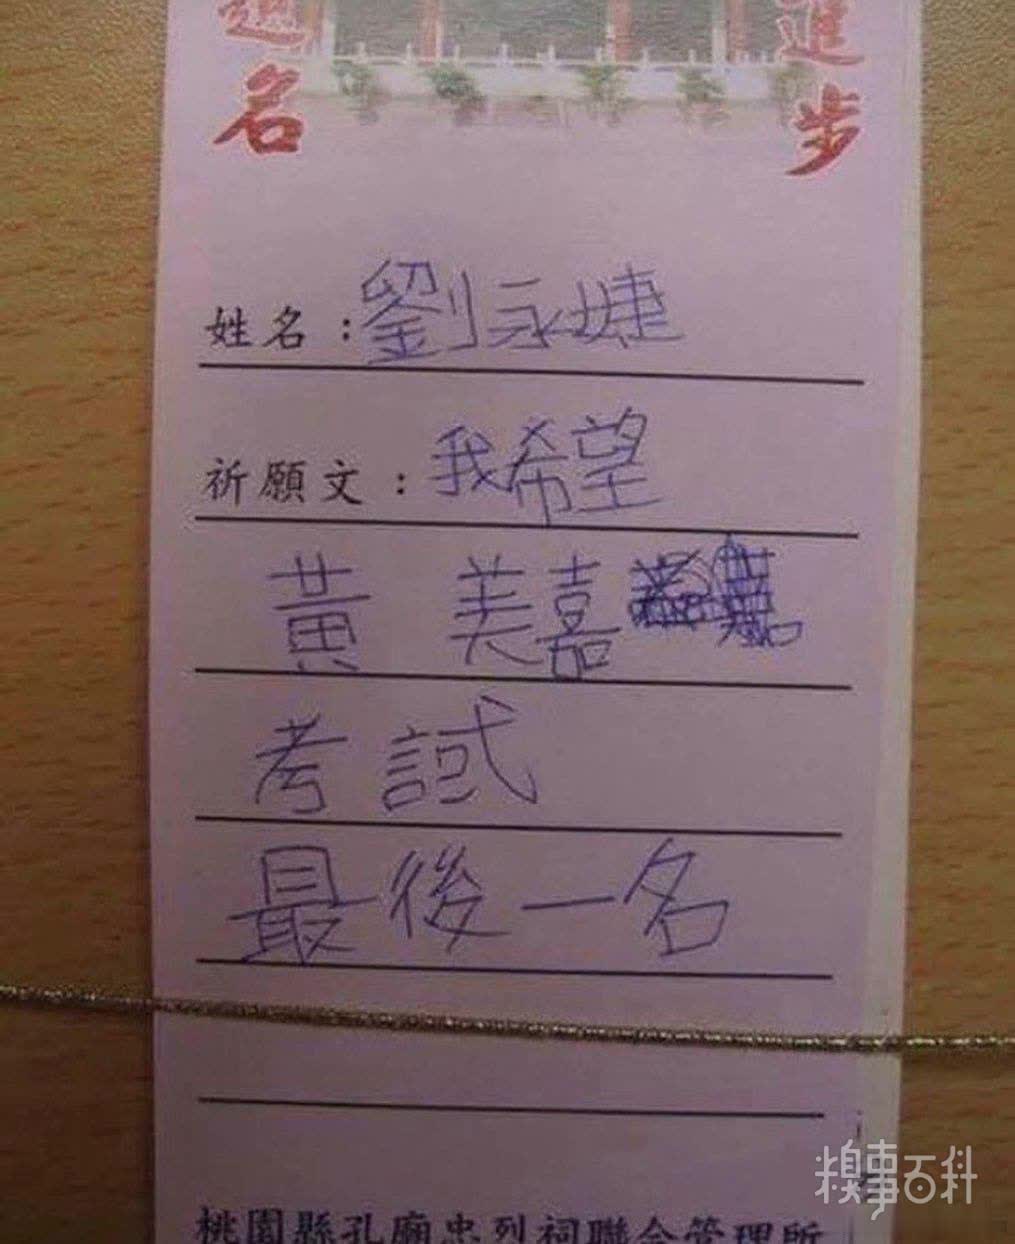 名
進步
姓名：劉永婕
祈願文：我希望
黃 美嘉
考試
最後一名
桃園縣孔廟忠烈祠聯合管理所
糗事百科